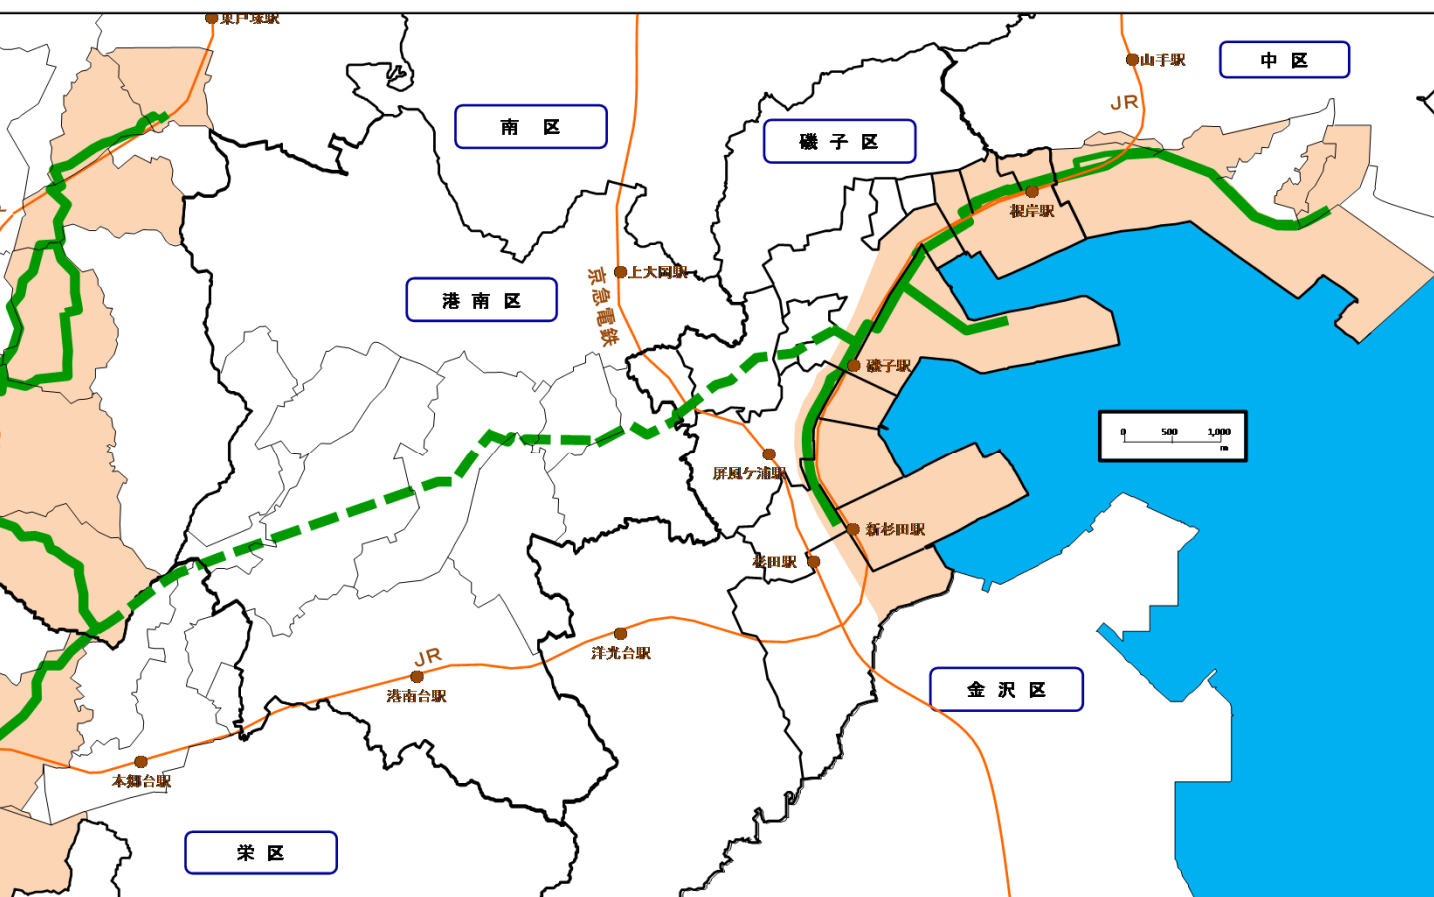 東戸塚駅
山手駅
中 区
JR
南 区
磯 子 区
根岸駅
上大岡駅
京急電鉄
港 南 区
磯子駅
0 500 1,000
m
屏風ケ浦駅
新杉田駅
杉田駅
洋光台駅
JR
港南台駅
金 沢 区
本郷台駅
栄 区